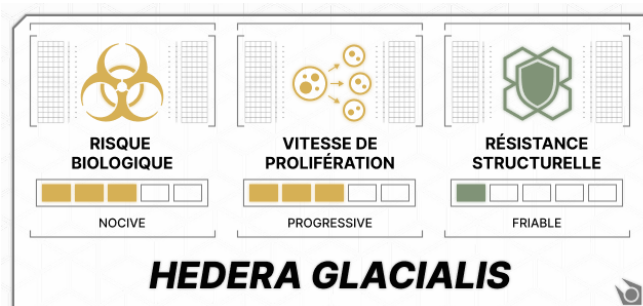 RISQUE
BIOLOGIQUE
NOCIVE
VITESSE DE
PROLIFÉRATION
PROGRESSIVE
RÉSISTANCE
STRUCTURELLE
FRIABLE
HEDERA GLACIALIS